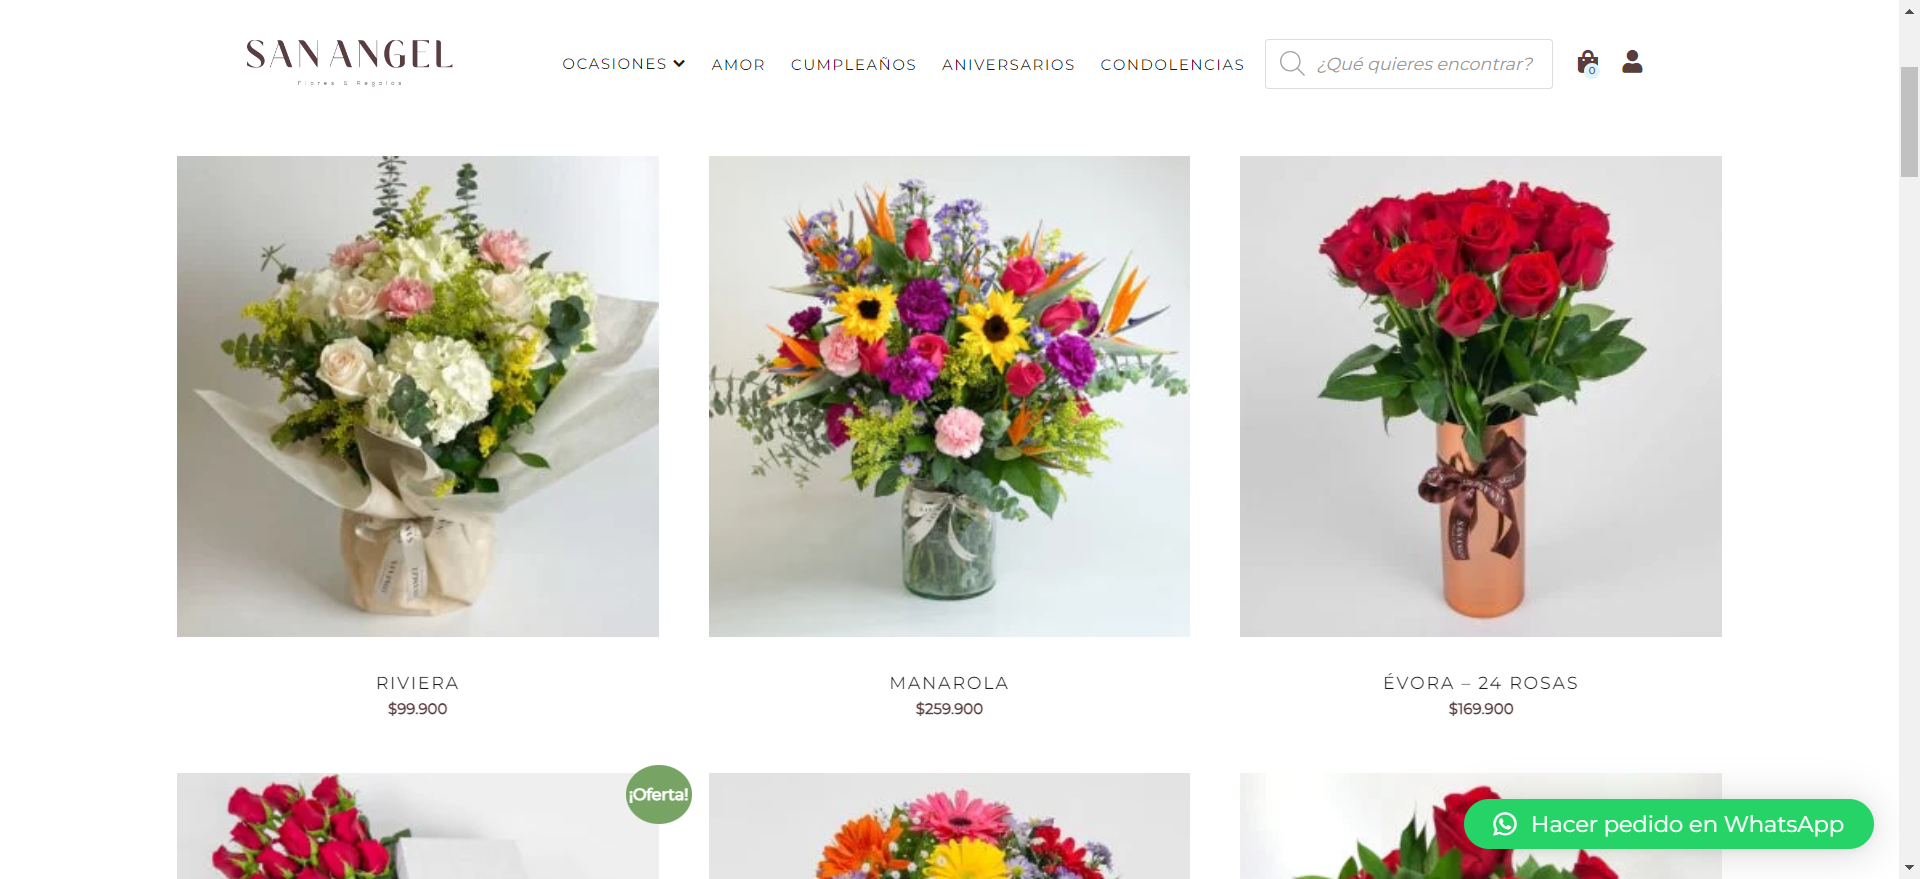 SAN ANGEL
Flores & Regalos
OCASIONES
AMOR
CUMPLEAÑOS
ANIVERSARIOS
CONDOLENCIAS
¿Qué quieres encontrar?
0
RIVIERA
$99.900
MANAROLA
$259.900
ÉVORA – 24 ROSAS
$169.900
¡Oferta!
Hacer pedido en WhatsApp